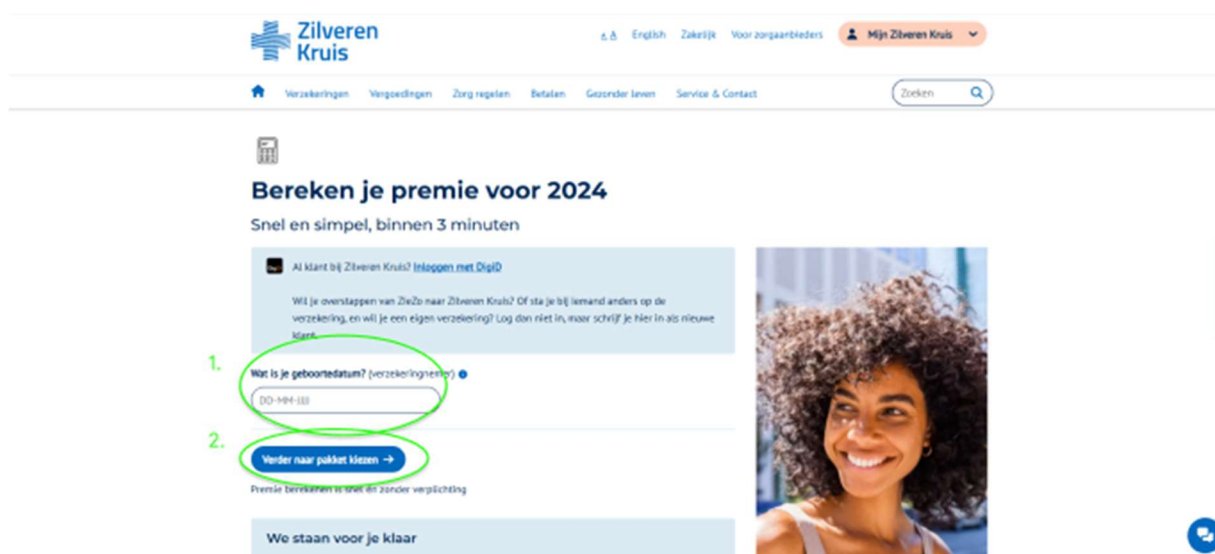 Zilveren
Kruis
A A English Zakelijk Voor zorgaanbieders Mijn Zilveren Kruis
Verzekeringen Vergoedingen Zorg regelen Betalen Gezonder leven Service & Contact Zoeken
Bereken je premie voor 2024
Snel en simpel, binnen 3 minuten
Al klant bij Zilveren Kruis? Inloggen met DigiD
Wil je overstappen van ZieZo naar Zilveren Kruis? Of sta je bij iemand anders op de
verzekering, en wil je een eigen verzekering? Log dan niet in, maar schrijf je hier in als nieuwe
klant.
1.
Wat is je geboortedatum? (verzekeringnemer)
DD-MM-JJJJ
2.
Verder naar pakket kiezen →
Premie berekenen is snel en zonder verplichting
We staan voor je klaar